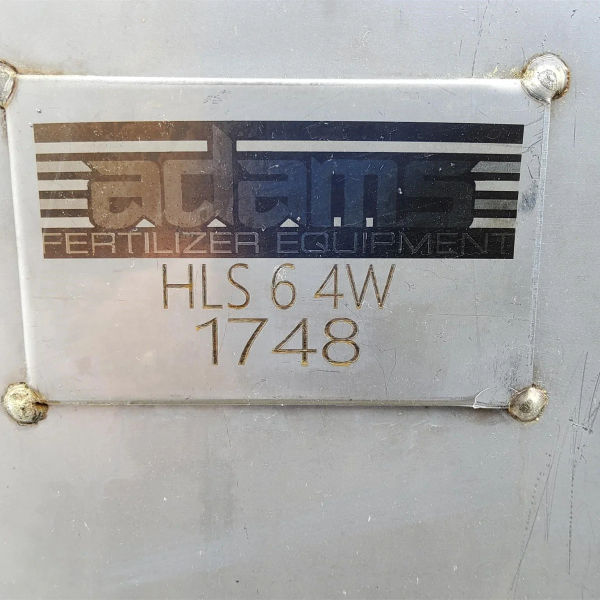 adams
FERTILIZER EQUIPMENT
HLS 6 4W
1748